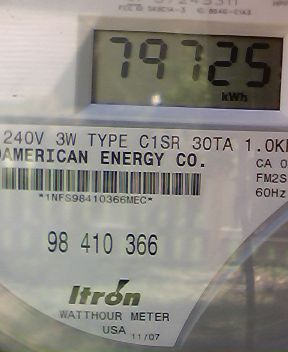 79725
kWh
240V 3W TYPE C1SR 30TA 1.0K
AMERICAN ENERGY CO.
CA 0
FM2S
60Hz
*1NFS98410366MEC*
98 410 366
Itron
WATTHOUR METER
USA 11/07